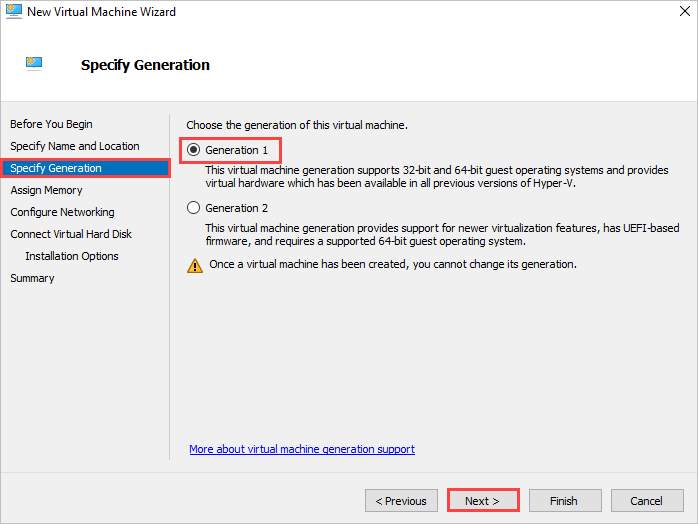 New Virtual Machine Wizard
Specify Generation
Before You Begin
Specify Name and Location
Specify Generation
Assign Memory
Configure Networking
Connect Virtual Hard Disk
Installation Options
Summary
Choose the generation of this virtual machine.
Generation 1
This virtual machine generation supports 32-bit and 64-bit guest operating systems and provides
virtual hardware which has been available in all previous versions of Hyper-V.
Generation 2
This virtual machine generation provides support for newer virtualization features, has UEFI-based
firmware, and requires a supported 64-bit guest operating system.
Once a virtual machine has been created, you cannot change its generation.
More about virtual machine generation support
< Previous
Next >
Finish
Cancel